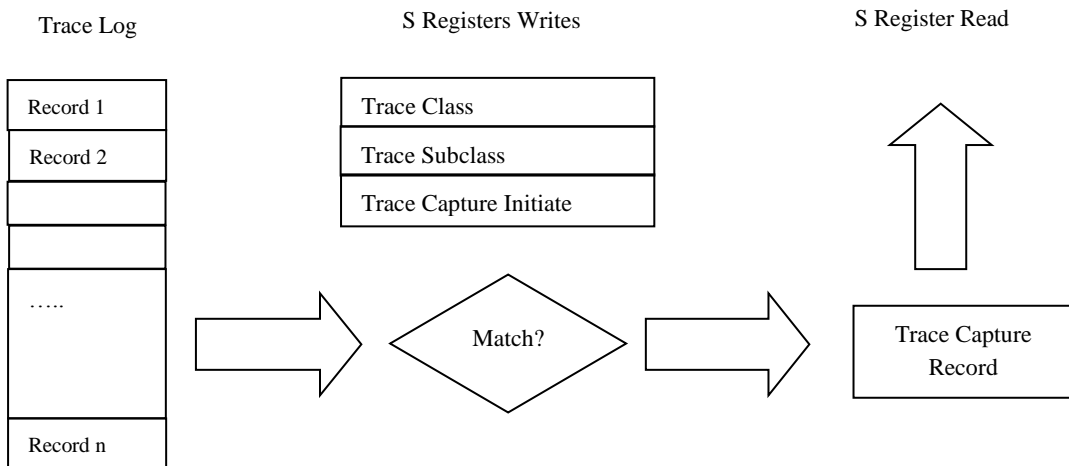 Trace Log
S Registers Writes
S Register Read
Record 1
Record 2
…..
Record n
Trace Class
Trace Subclass
Trace Capture Initiate
Match?
Trace Capture
Record